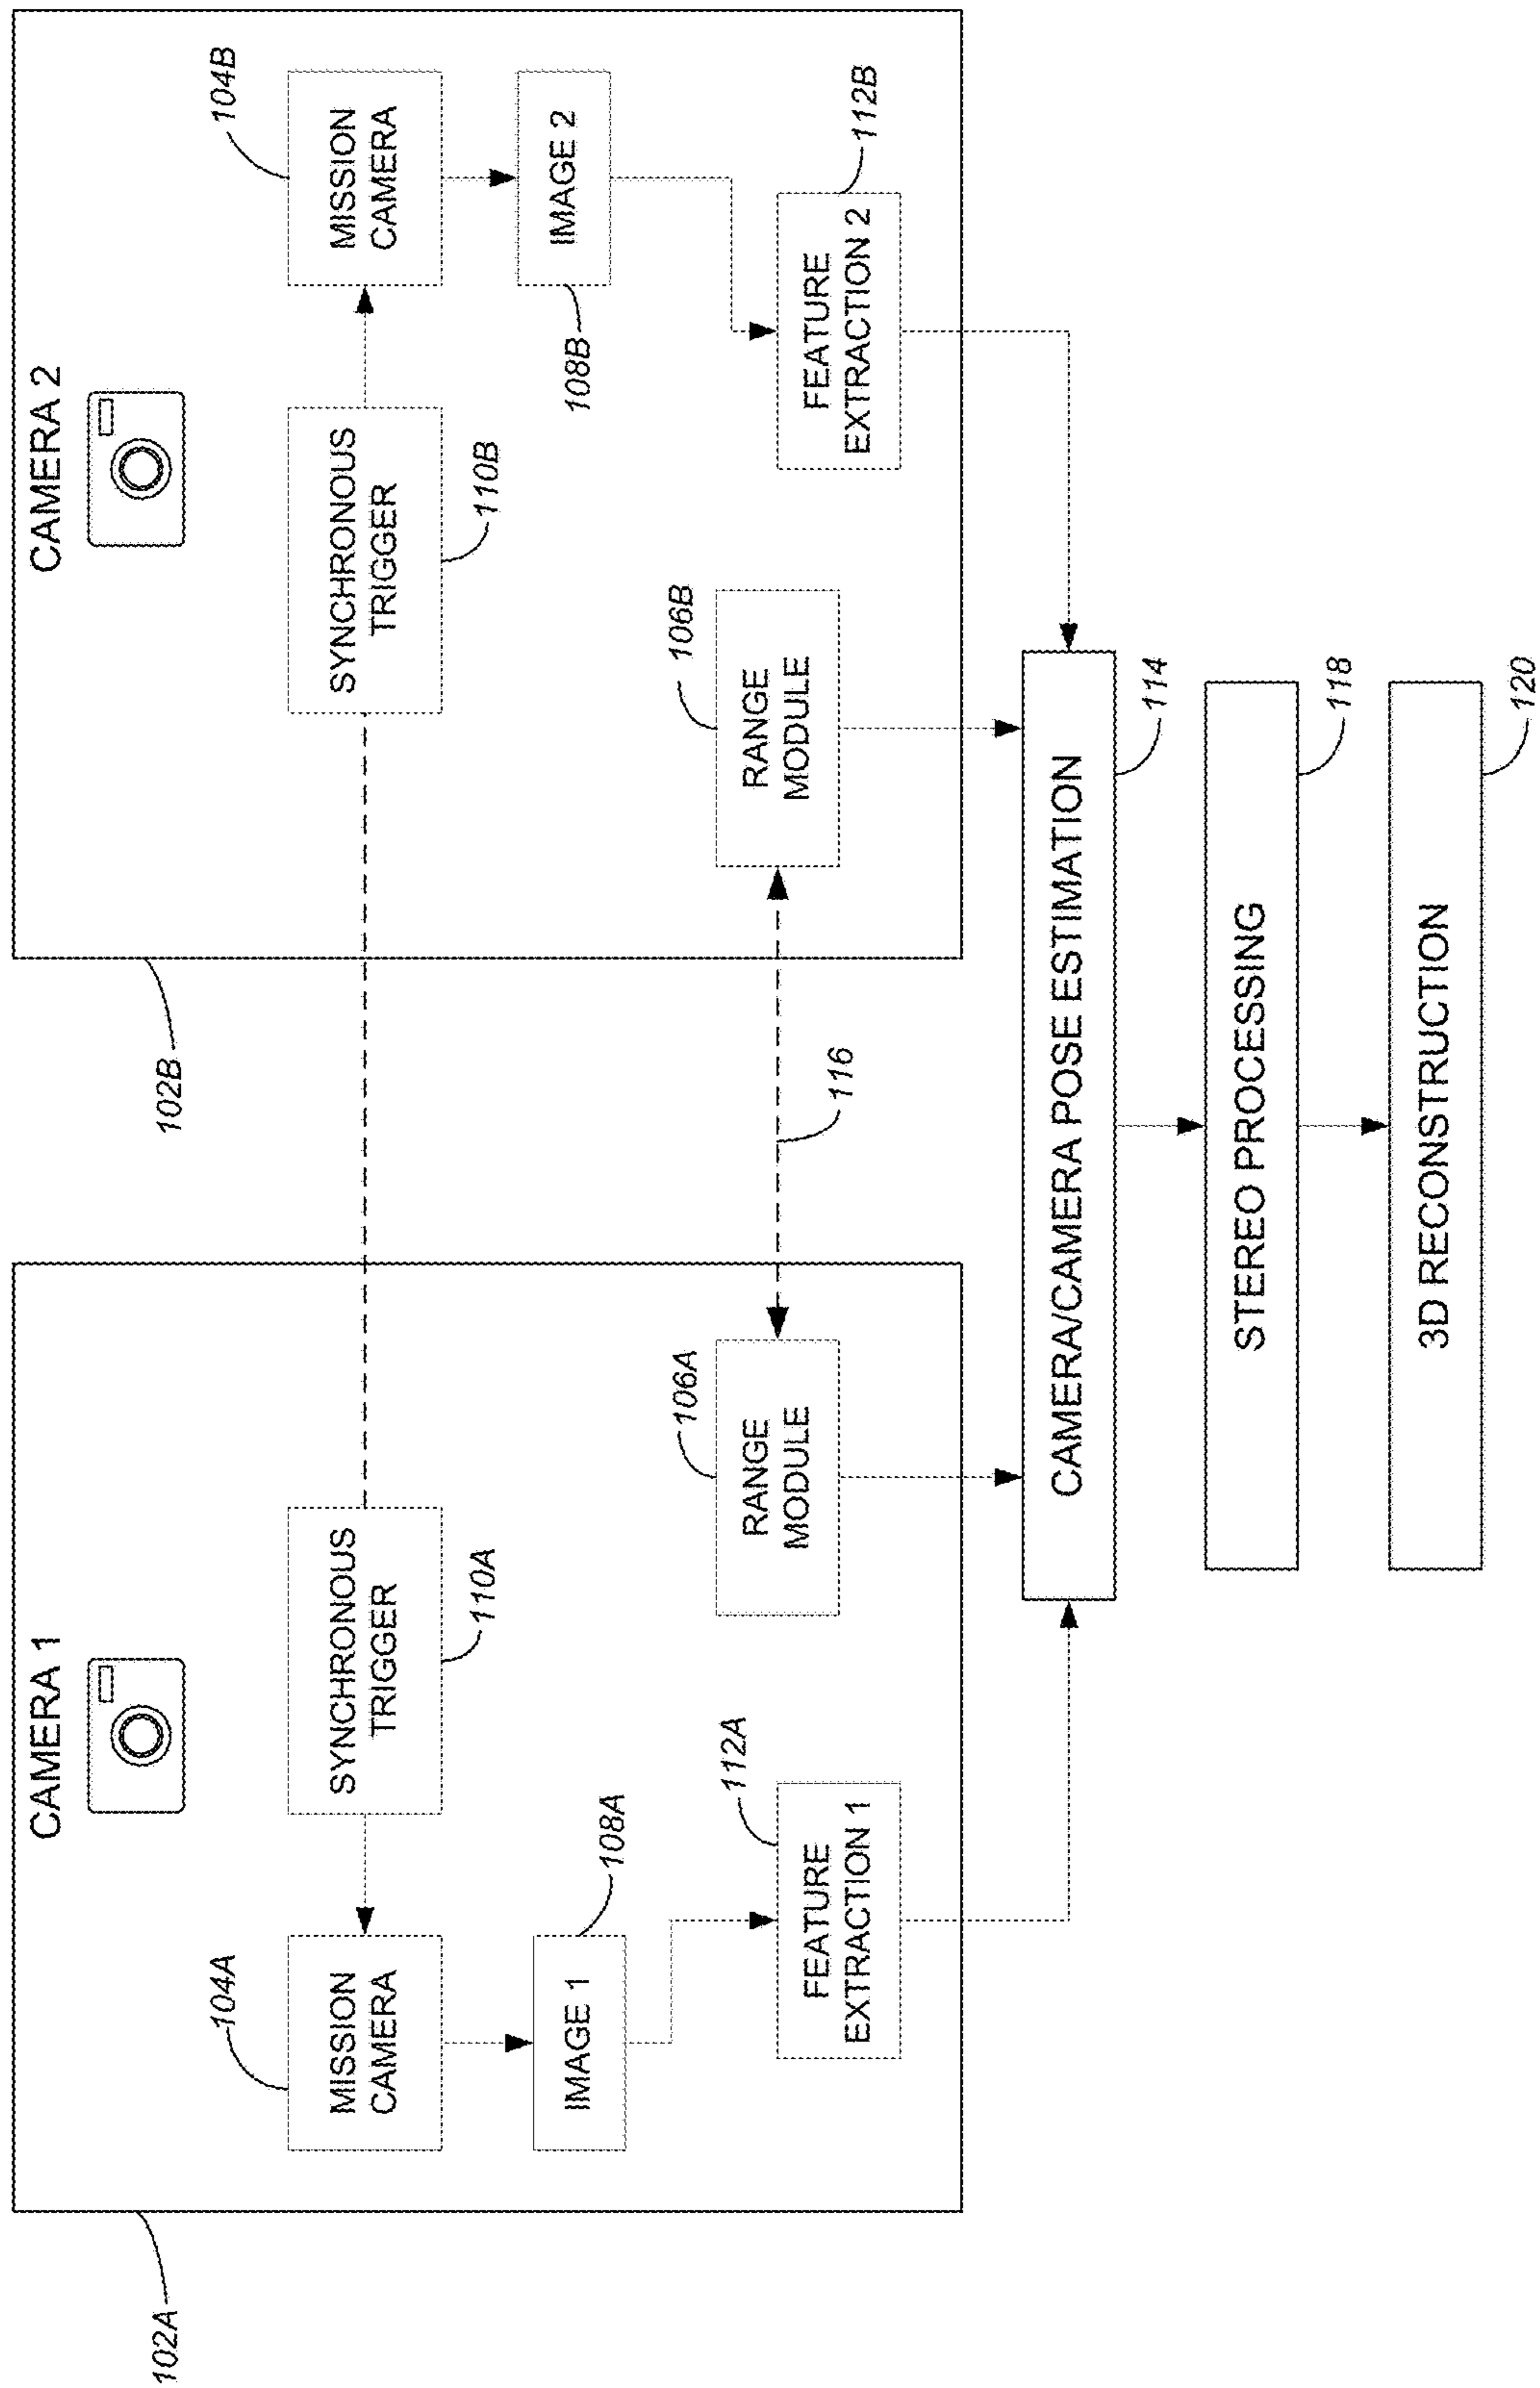 CAMERA 1
102A
104A
MISSION
CAMERA
SYNCHRONOUS
TRIGGER
110A
IMAGE 1
108A
112A
FEATURE
EXTRACTION 1
106A
RANGE
MODULE
CAMERA 2
102B
SYNCHRONOUS
TRIGGER
110B
104B
MISSION
CAMERA
IMAGE 2
108B
106B
RANGE
MODULE
FEATURE
EXTRACTION 2
112B
116
CAMERA/CAMERA POSE ESTIMATION
114
STEREO PROCESSING
118
3D RECONSTRUCTION
120